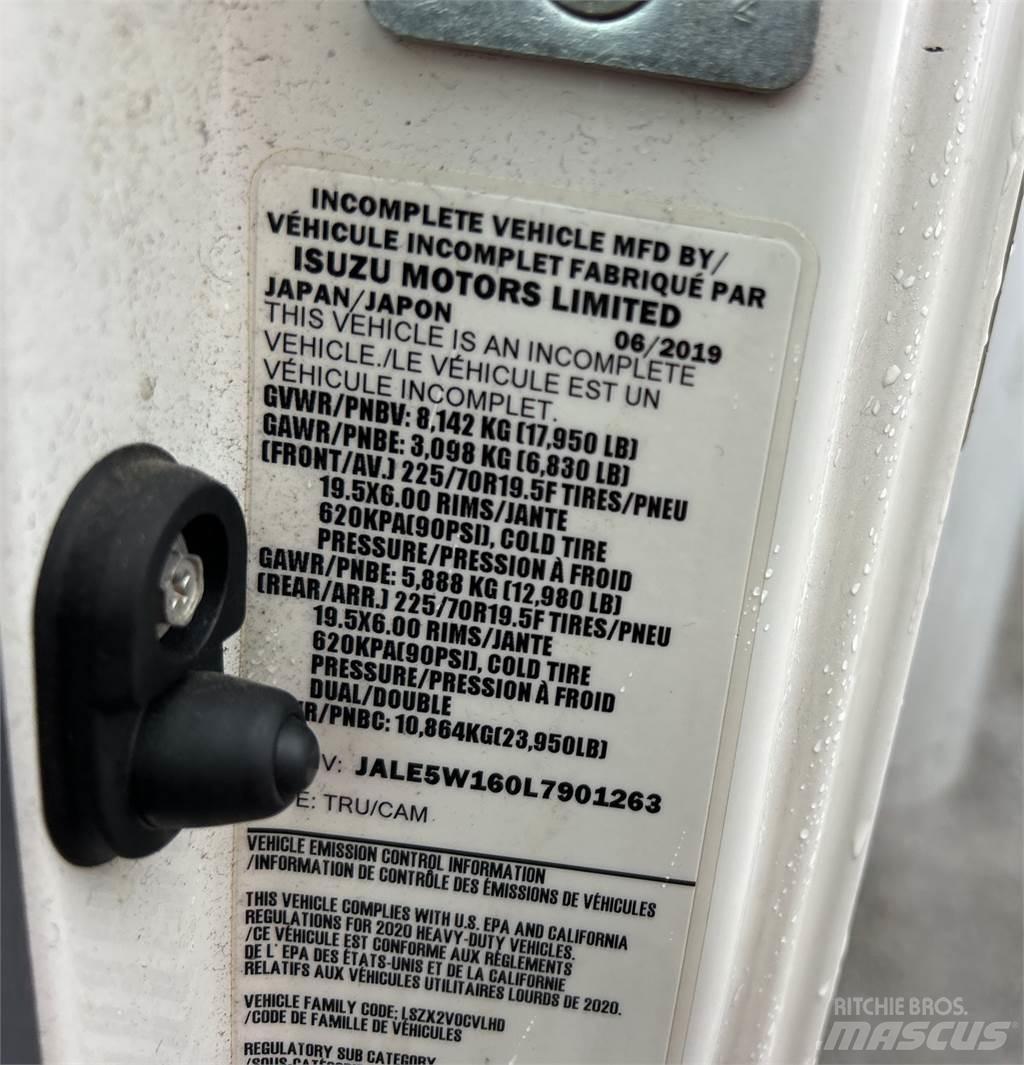 INCOMPLETE VEHICLE MFD BY/
VÉHICULE INCOMPLET FABRIQUÉ PAR
ISUZU MOTORS LIMITED
JAPAN/JAPON 06/2019
THIS VEHICLE IS AN INCOMPLETE
VEHICLE./LE VÉHICULE EST UN
VÉHICULE INCOMPLET.
GVWR/PNBV: 8,142 KG (17,950 LB)
GAWR/PNBE: 3,098 KG (6,830 LB)
(FRONT/AV.) 225/70R19.5F TIRES/PNEU
19.5X6.00 RIMS/JANTE
620KPA(90PSI), COLD TIRE
PRESSURE/PRESSION À FROID
GAWR/PNBE: 5,888 KG (12,980 LB)
(REAR/ARR.) 225/70R19.5F TIRES/PNEU
19.5X6.00 RIMS/JANTE
620KPA(90PSI), COLD TIRE
PRESSURE/PRESSION À FROID
DUAL/DOUBLE
R/PNBC: 10,864KG(23,950LB)
V: JALE5W160L7901263
E: TRU/CAM
VEHICLE EMISSION CONTROL INFORMATION
/INFORMATION DE CONTRÔLE DES ÉMISSIONS DE VÉHICULES
THIS VEHICLE COMPLIES WITH U.S. EPA AND CALIFORNIA
REGULATIONS FOR 2020 HEAVY-DUTY VEHICLES.
/CE VÉHICULE EST CONFORME AUX RÈGLEMENTS
DE L'EPA DES ÉTATS-UNIS ET DE LA CALIFORNIE
RELATIFS AUX VÉHICULES UTILITAIRES LOURDS DE 2020.
VEHICLE FAMILY CODE: LSZX2VOCVLHD
/CODE DE FAMILLE DE VÉHICULES
REGULATORY SUB CATEGORY
RITCHIE BROS.
MASCUS